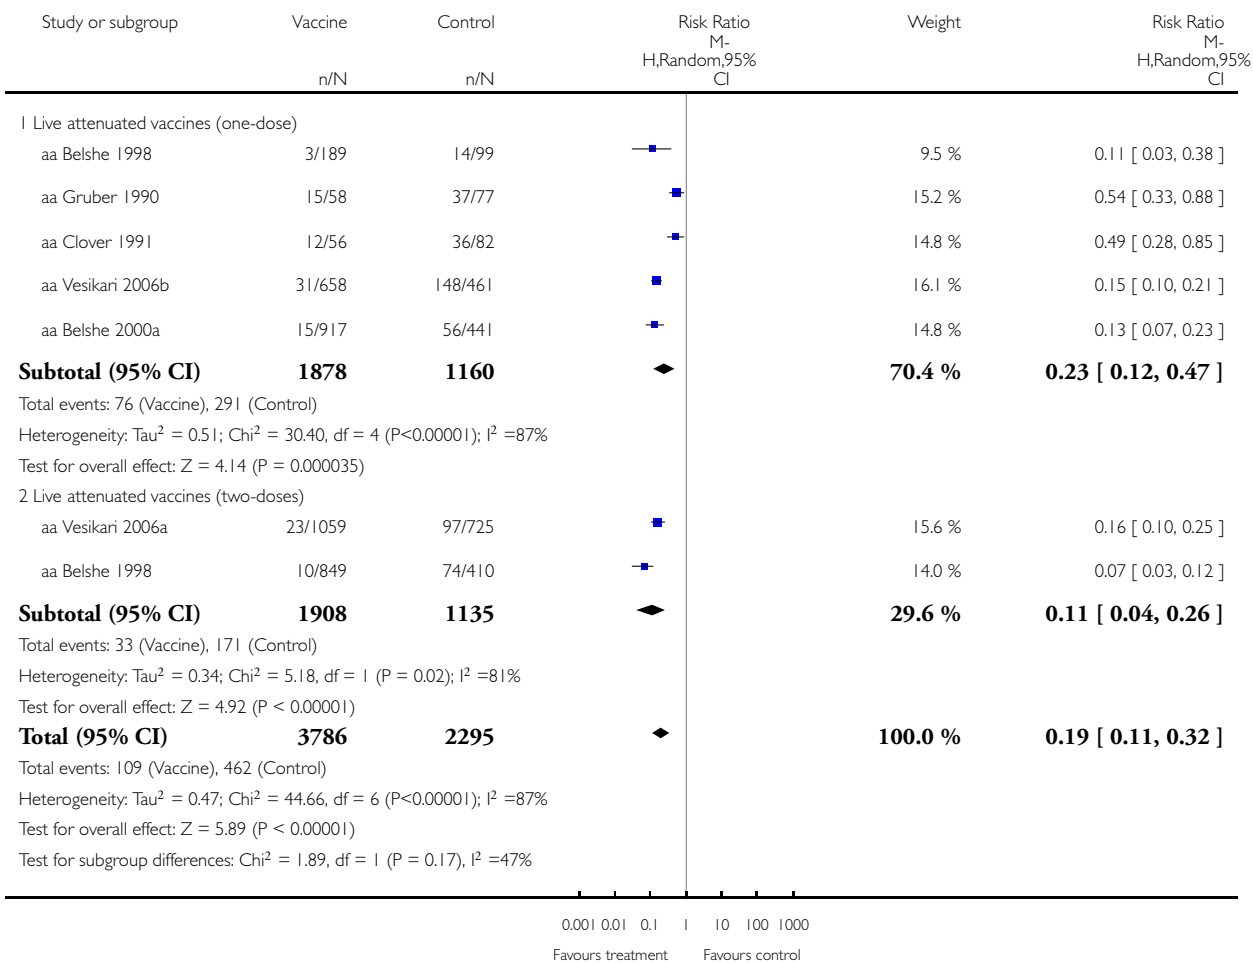 Study or subgroup Vaccine Control Risk Ratio Weight Risk Ratio
M- M-
H,Random,95% H,Random,95%
n/N n/N CI CI
1 Live attenuated vaccines (one-dose)
aa Belshe 1998 3/189 14/99 9.5 % 0.11 [ 0.03, 0.38 ]
aa Gruber 1990 15/58 37/77 15.2 % 0.54 [ 0.33, 0.88 ]
aa Clover 1991 12/56 36/82 14.8 % 0.49 [ 0.28, 0.85 ]
aa Vesikari 2006b 31/658 148/461 16.1 % 0.15 [ 0.10, 0.21 ]
aa Belshe 2000a 15/917 56/441 14.8 % 0.13 [ 0.07, 0.23 ]
Subtotal (95% CI) 1878 1160 70.4 % 0.23 [ 0.12, 0.47 ]
Total events: 76 (Vaccine), 291 (Control)
Heterogeneity: Tau² = 0.51; Chi² = 30.40, df = 4 (P<0.00001); I² =87%
Test for overall effect: Z = 4.14 (P = 0.000035)
2 Live attenuated vaccines (two-doses)
aa Vesikari 2006a 23/1059 97/725 15.6 % 0.16 [ 0.10, 0.25 ]
aa Belshe 1998 10/849 74/410 14.0 % 0.07 [ 0.03, 0.12 ]
Subtotal (95% CI) 1908 1135 29.6 % 0.11 [ 0.04, 0.26 ]
Total events: 33 (Vaccine), 171 (Control)
Heterogeneity: Tau² = 0.34; Chi² = 5.18, df = 1 (P = 0.02); I² =81%
Test for overall effect: Z = 4.92 (P < 0.00001)
Total (95% CI) 3786 2295 100.0 % 0.19 [ 0.11, 0.32 ]
Total events: 109 (Vaccine), 462 (Control)
Heterogeneity: Tau² = 0.47; Chi² = 44.66, df = 6 (P<0.00001); I² =87%
Test for overall effect: Z = 5.89 (P < 0.00001)
Test for subgroup differences: Chi² = 1.89, df = 1 (P = 0.17), I² =47%
0.001 0.01 0.1 1 10 100 1000
Favours treatment Favours control